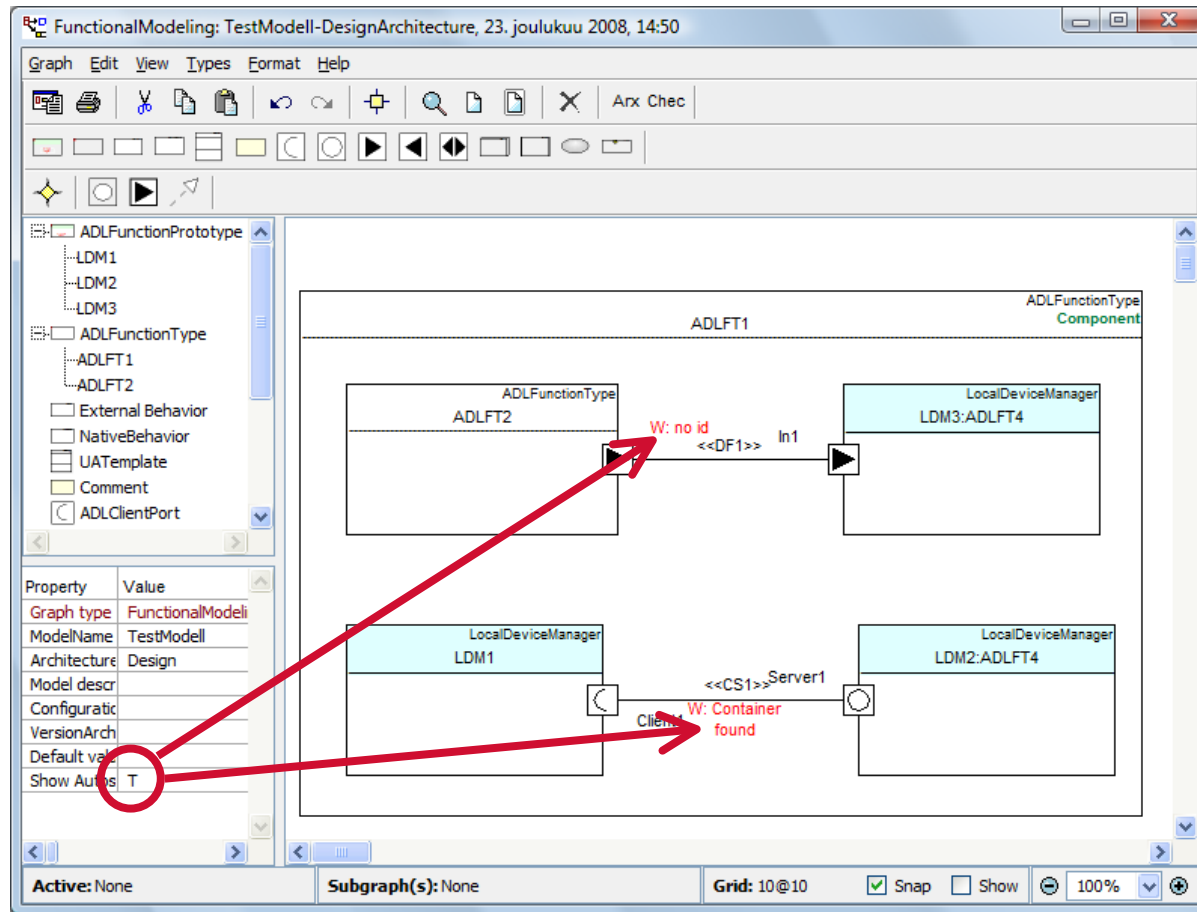 FunctionalModeling: TestModell-DesignArchitecture, 23. joulukuu 2008, 14:50
Graph Edit View Types Format Help
Arx Chec
ADLFunctionPrototype
LDM1
LDM2
LDM3
ADLFunctionType
ADLFT1
ADLFT2
External Behavior
NativeBehavior
UATemplate
Comment
ADLClientPort
Property Value
Graph type FunctionalModeli
ModelName TestModell
Architecture Design
Model descr
Configuratic
VersionArch
Default val
Show Autos T
ADLFunctionType
Component
ADLFT1
ADLFunctionType
ADLFT2
W: no id
<<DF1>>
In1
LocalDeviceManager
LDM3:ADLFT4
LocalDeviceManager
LDM1
<<CS1>>
Server1
Client1
W: Container
found
LocalDeviceManager
LDM2:ADLFT4
Active: None Subgraph(s): None Grid: 10@10 Snap Show 100%